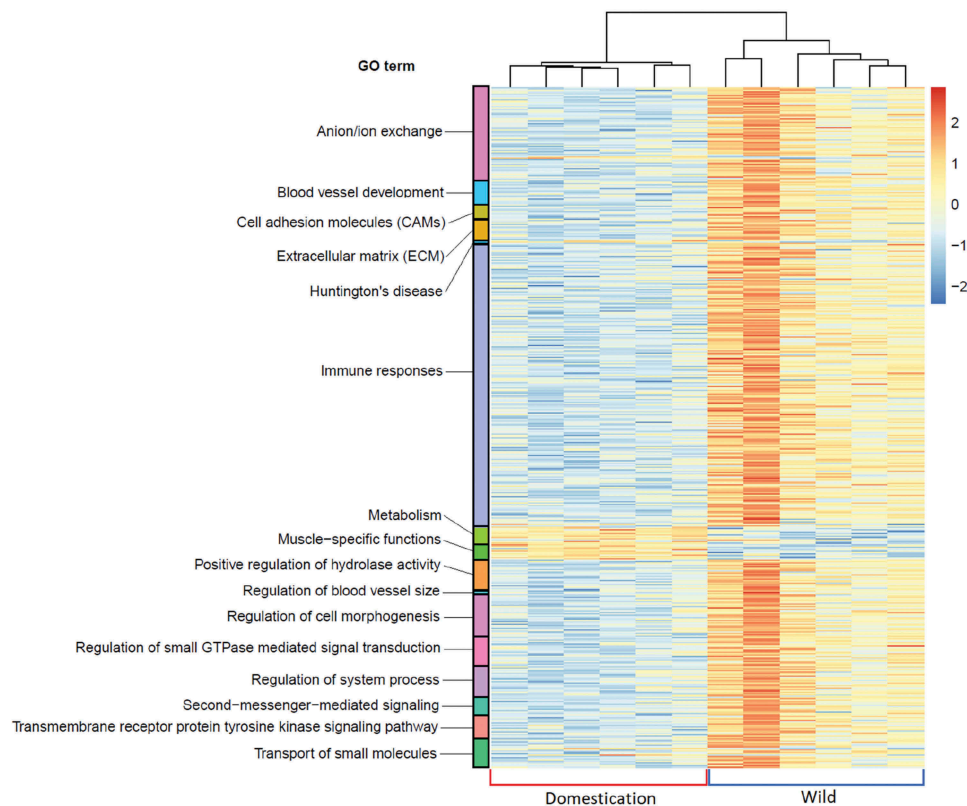 GO term
Anion/ion exchange
Blood vessel development
Cell adhesion molecules (CAMs)
Extracellular matrix (ECM)
Huntington's disease
Immune responses
Metabolism
Muscle−specific functions
Positive regulation of hydrolase activity
Regulation of blood vessel size
Regulation of cell morphogenesis
Regulation of small GTPase mediated signal transduction
Regulation of system process
Second−messenger−mediated signaling
Transmembrane receptor protein tyrosine kinase signaling pathway
Transport of small molecules
2
1
0
−1
−2
Domestication
Wild